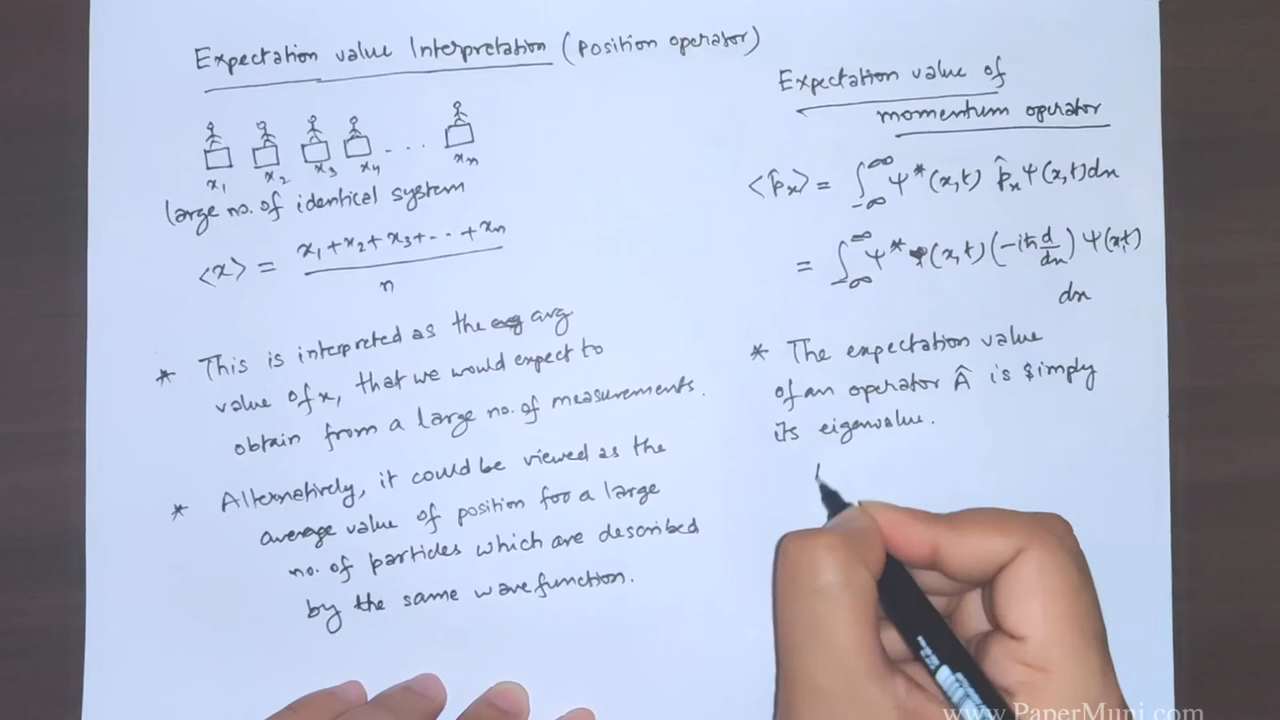 Expectation value Interpretation (Position operator)
x₁ x₂ x₃ x₄ ... xₙ
large no. of identical system
⟨x⟩ = x₁+x₂+x₃+...+xₙ / n
* This is interpreted as the avg
value of x, that we would expect to
obtain from a large no. of measurements.
* Alternatively, it could be viewed as the
average value of position for a large
no. of particles which are described
by the same wavefunction.
Expectation value of
momentum operator
⟨p̂ₓ⟩ = ∫_{-∞}^{∞} ψ*(x,t) p̂ₓ ψ(x,t) dx
= ∫_{-∞}^{∞} ψ* (x,t) (-iħ d/dx) ψ(x,t)
dx
* The expectation value
of an operator Â is simply
its eigenvalue.
www.PaperMuni.com